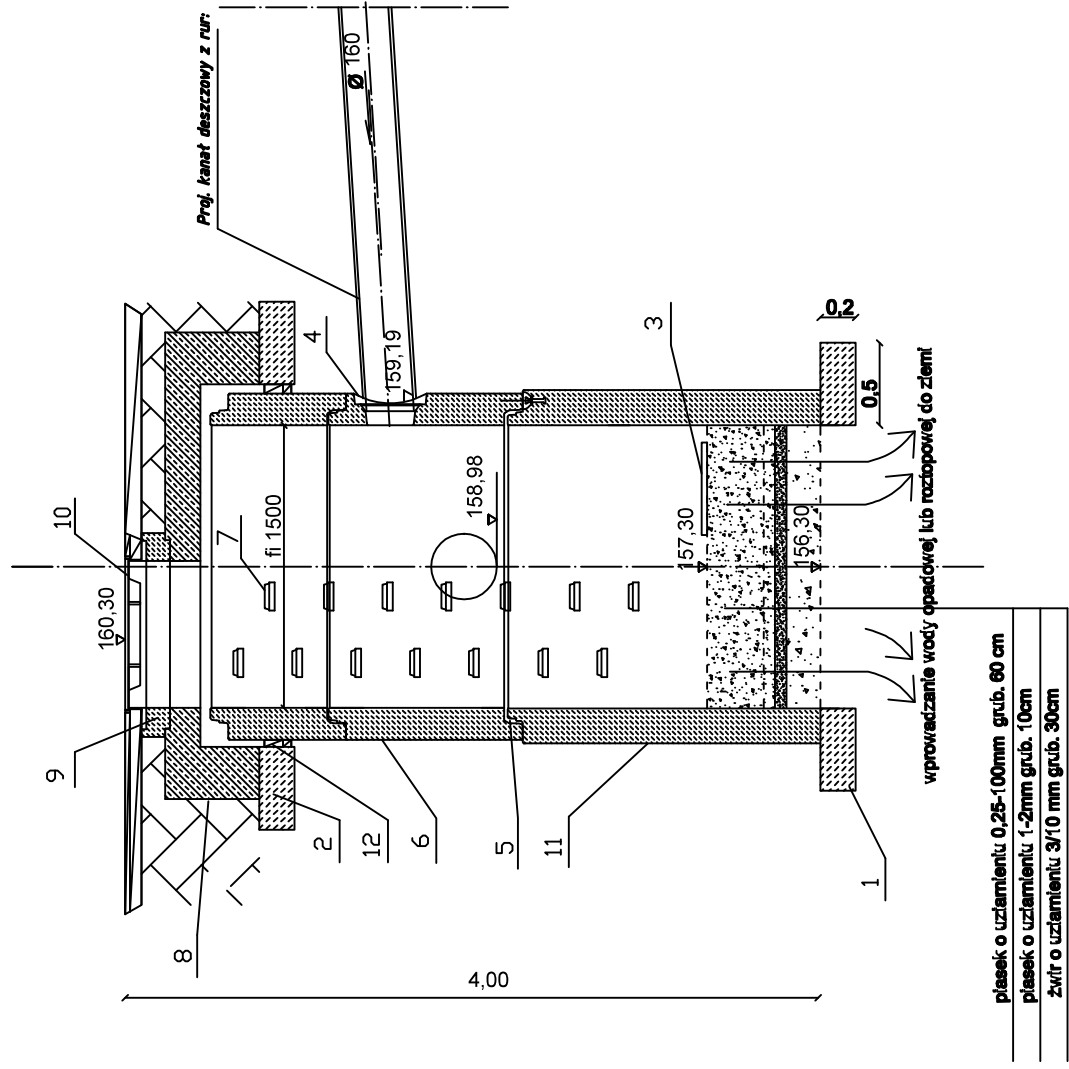 Proj. kanał deszczowy z rur:
Ø 160
10
160,30
9
7
fi 1500
4
159,19
158,98
3
157,30
156,30
0,2
0,5
8
2
12
6
5
11
1
4,00
wprowadzanie wody opadowej lub roztopowej do ziemi
piasek o uziarnieniu 0,25-100mm grub. 60 cm
piasek o uziarnieniu 1-2mm grub. 10cm
żwir o uziarnieniu 3/10 mm grub. 30cm